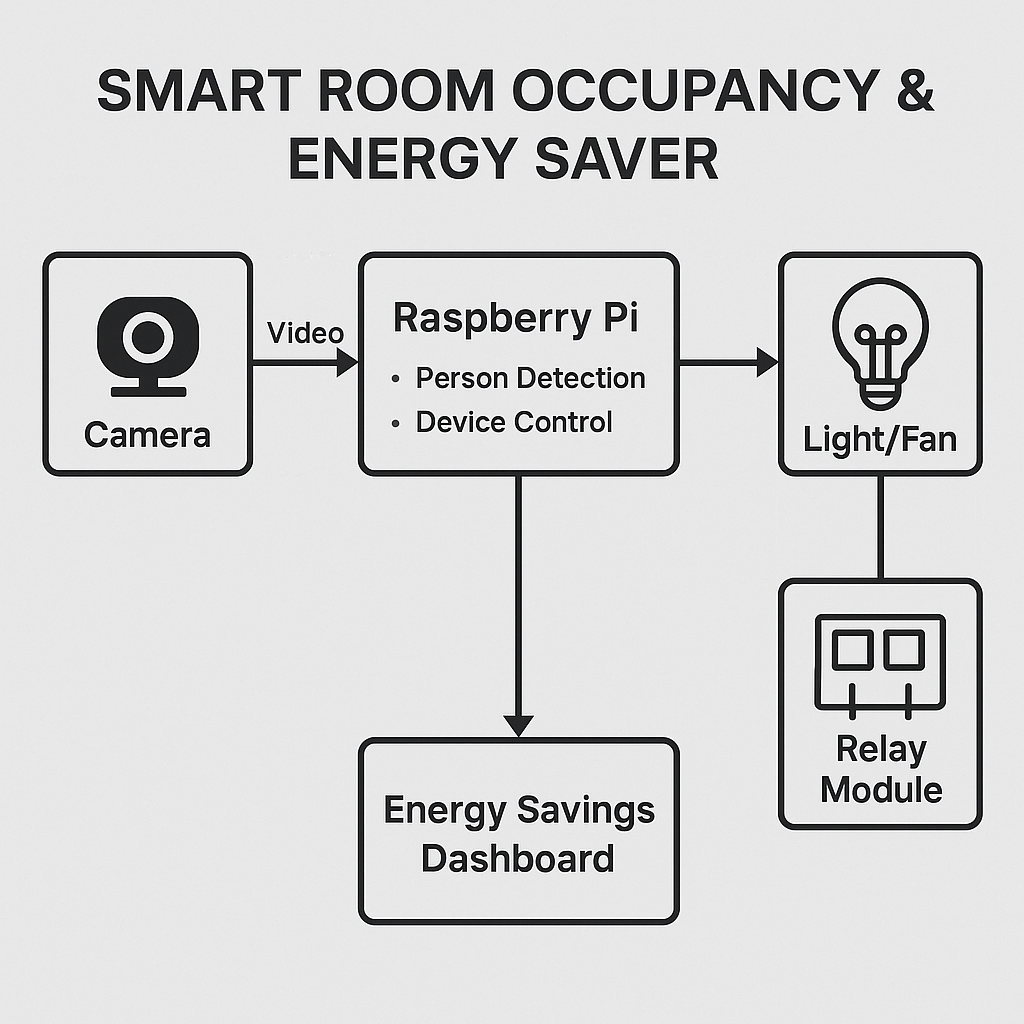 SMART ROOM OCCUPANCY &
ENERGY SAVER
Camera
Video
Raspberry Pi
• Person Detection
• Device Control
Light/Fan
Relay
Module
Energy Savings
Dashboard